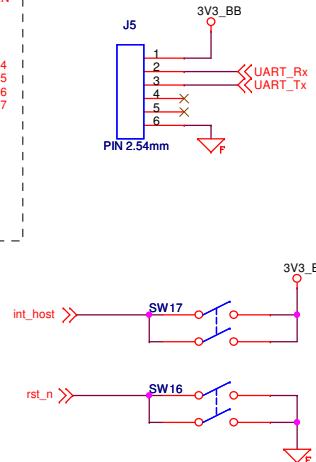 3V3_BB
J5
1
2
3
4
5
6
UART_Rx
UART_Tx
PIN 2.54mm
F
4
5
6
7
3V3_B
SW17
int_host
SW16
rst_n
F